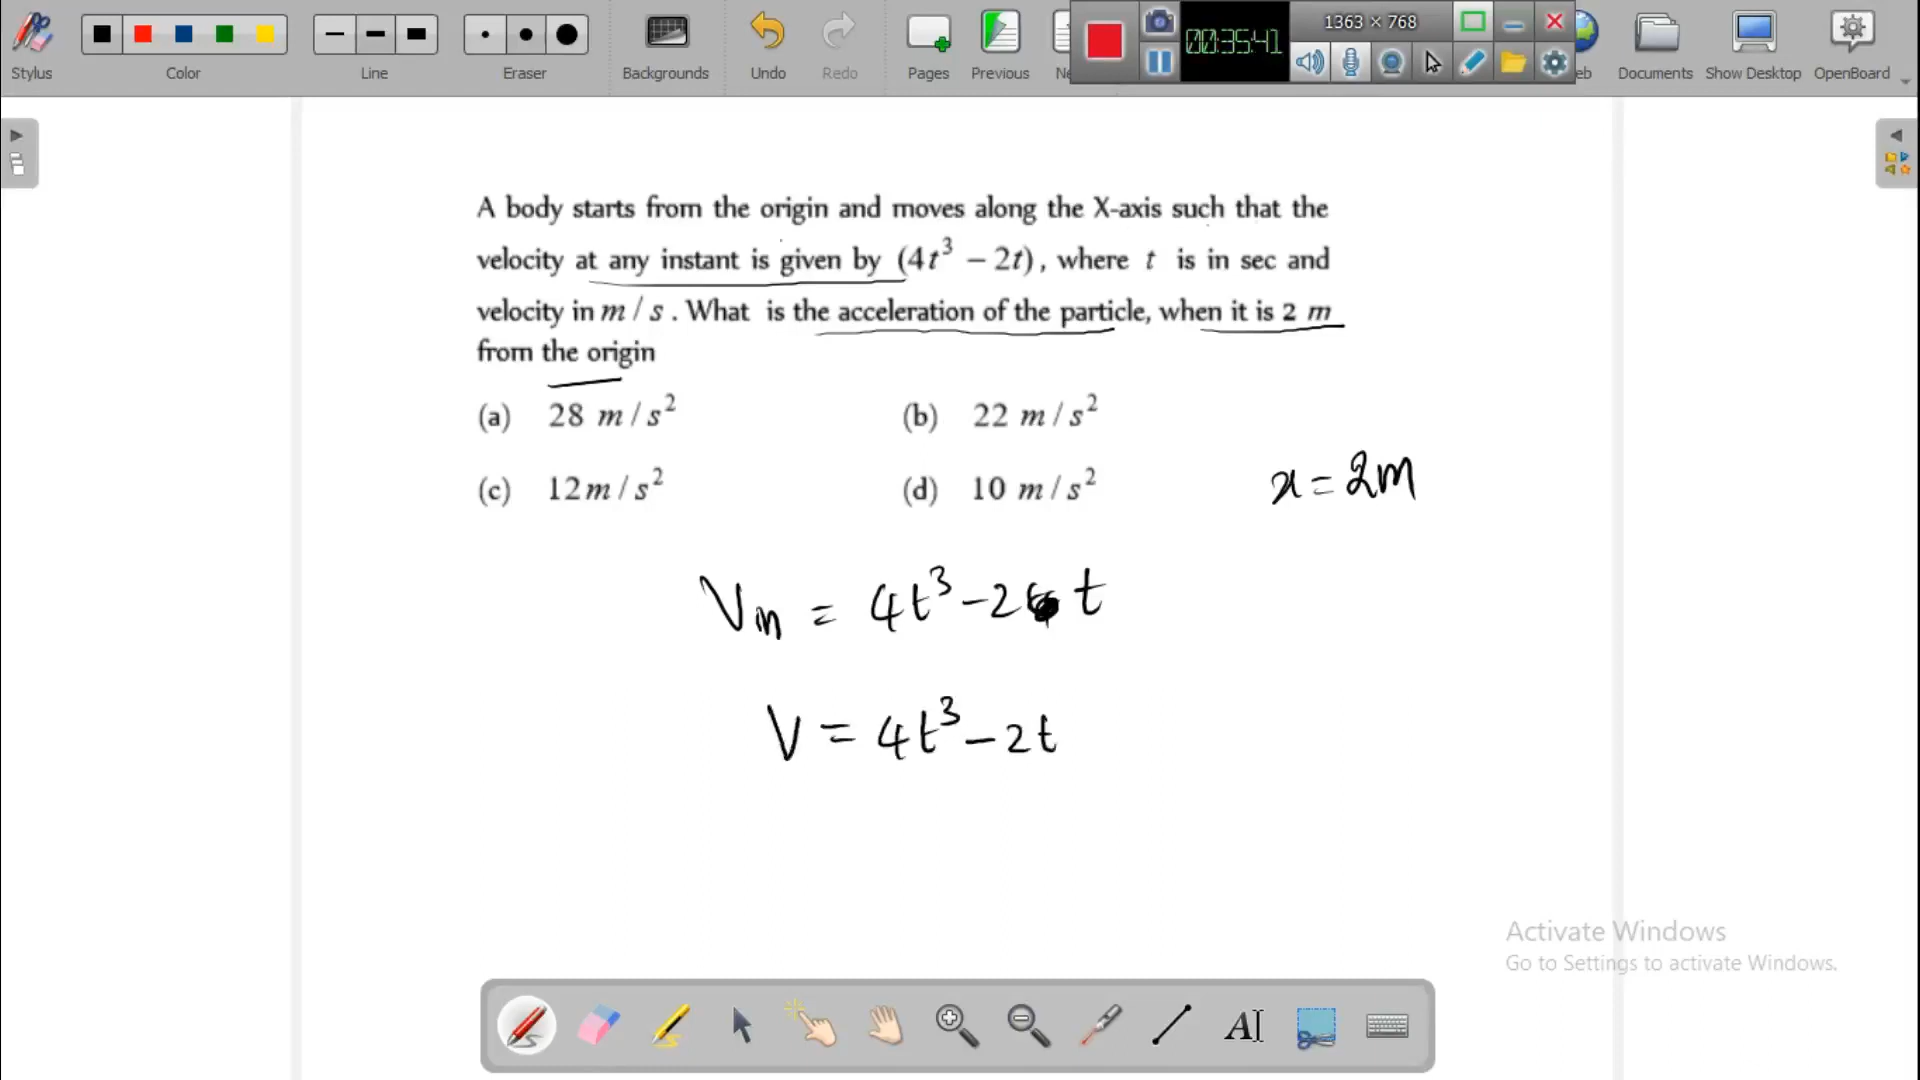 Stylus
Color
Line
Eraser
Backgrounds
Undo
Redo
Pages
Previous
00:35:41
1363 × 768
Documents
Show Desktop
OpenBoard
A body starts from the origin and moves along the X-axis such that the
velocity at any instant is given by (4t³ − 2t), where t is in sec and
velocity in m / s . What is the acceleration of the particle, when it is 2 m
from the origin
(a) 28 m / s²
(b) 22 m / s²
(c) 12m / s²
(d) 10 m / s²
x = 2m
Vin = 4t³ − 2 t
V = 4t³ − 2t
Activate Windows
Go to Settings to activate Windows.